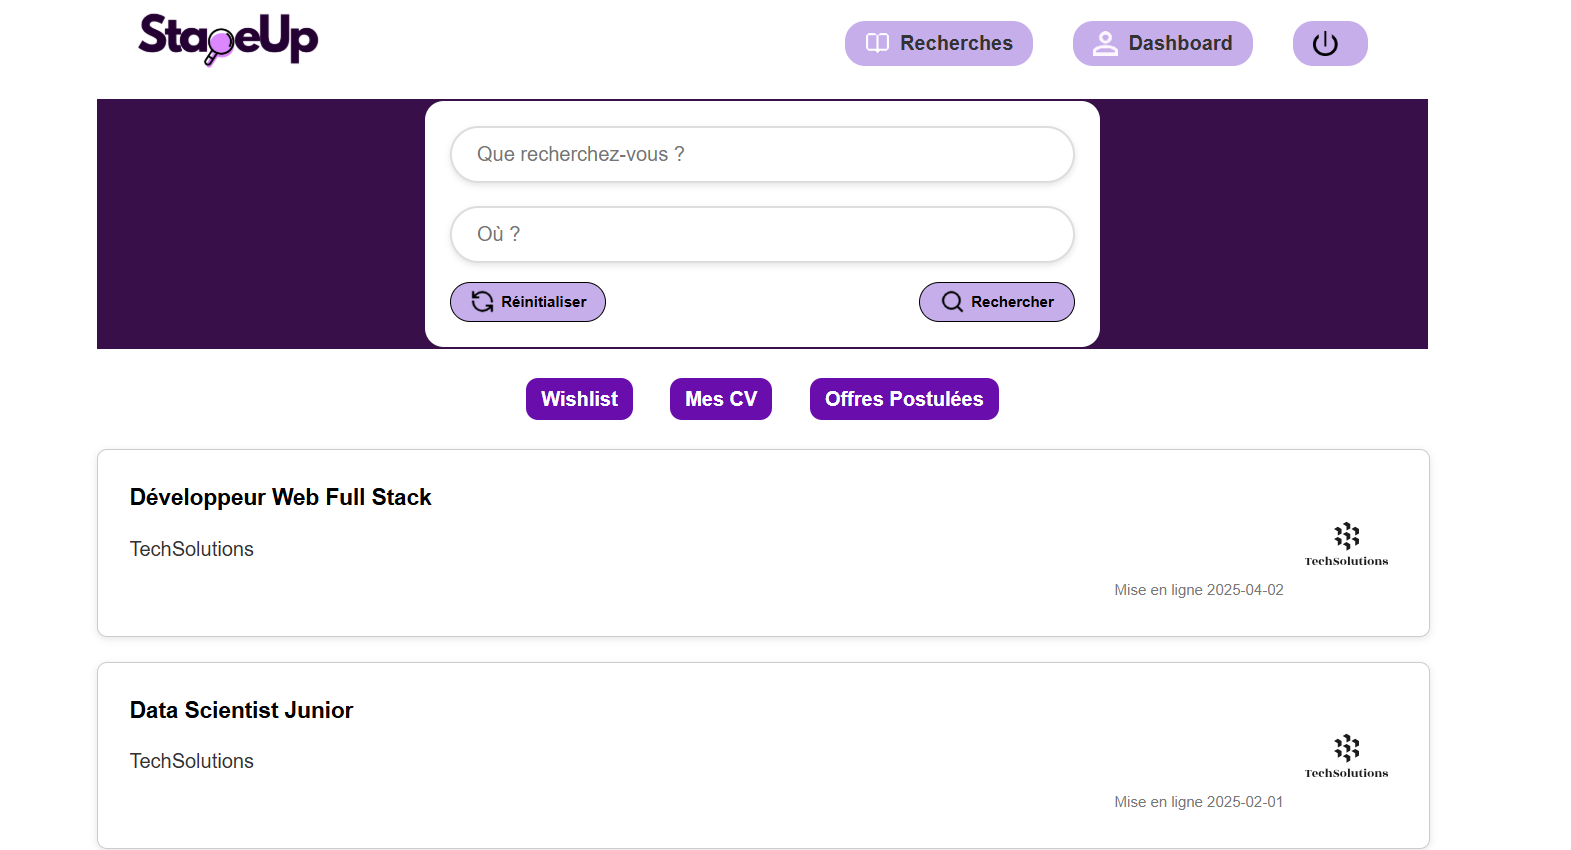 StageUp
Recherches
Dashboard
Que recherchez-vous ?
Où ?
Réinitialiser
Rechercher
Wishlist
Mes CV
Offres Postulées
Développeur Web Full Stack
TechSolutions
TechSolutions
Mise en ligne 2025-04-02
Data Scientist Junior
TechSolutions
TechSolutions
Mise en ligne 2025-02-01